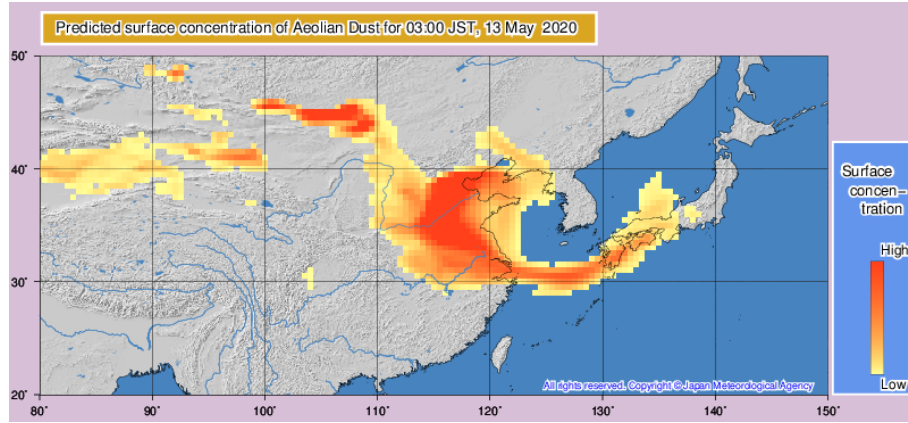 Predicted surface concentration of Aeolian Dust for 03:00 JST, 13 May 2020
50˚
40˚
30˚
20˚
80˚ 90˚ 100˚ 110˚ 120˚ 130˚ 140˚ 150˚
All rights reserved. Copyright © Japan Meteorological Agency
Surface
concen–
tration
High
Low